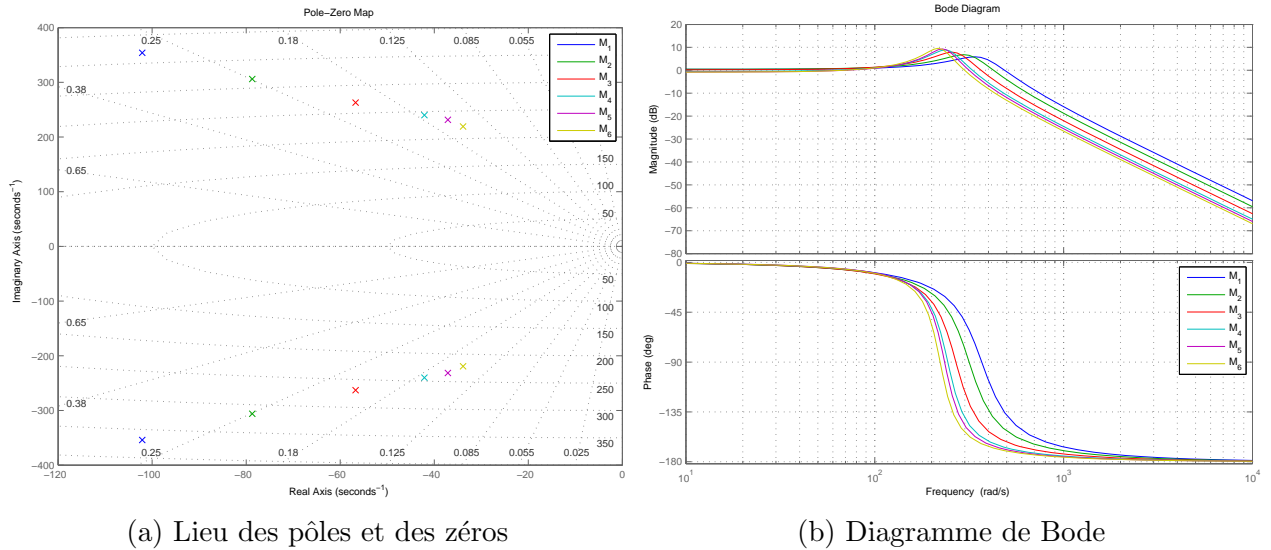 Pole−Zero Map
400
300
200
100
0
−100
−200
−300
−400
Imaginary Axis (seconds⁻¹)
0.25
0.18
0.125
0.085
0.055
0.38
0.65
0.65
0.38
0.25
0.18
0.125
0.085
0.055
0.025
150
100
50
50
100
150
200
250
300
350
M₁
M₂
M₃
M₄
M₅
M₆
−120
−100
−80
−60
−40
−20
0
Real Axis (seconds⁻¹)
(a) Lieu des pôles et des zéros
Bode Diagram
20
10
0
−10
−20
−30
−40
−50
−60
−70
−80
Magnitude (dB)
0
−45
−90
−135
−180
Phase (deg)
M₁
M₂
M₃
M₄
M₅
M₆
10¹
10²
10³
10⁴
Frequency (rad/s)
(b) Diagramme de Bode